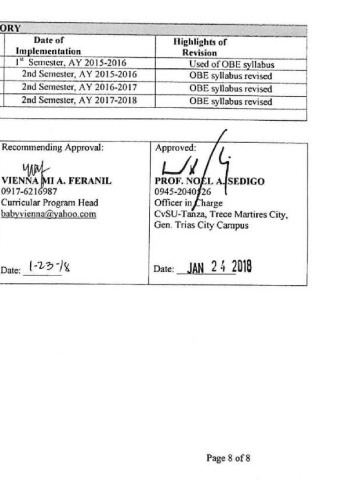 ORY
Date of Implementation
Highlights of Revision
1st Semester, AY 2015-2016
Used of OBE syllabus
2nd Semester, AY 2015-2016
OBE syllabus revised
2nd Semester, AY 2016-2017
OBE syllabus revised
2nd Semester, AY 2017-2018
OBE syllabus revised
Recommending Approval:
VIENNA MI A. FERANIL
0917-6216987
Curricular Program Head
babyvienna@yahoo.com
Date: 1-23-18
Approved:
PROF. NOEL A. SEDIGO
0945-2040526
Officer in Charge
CvSU-Tanza, Trece Martires City,
Gen. Trias City Campus
Date: JAN 24 2018
Page 8 of 8